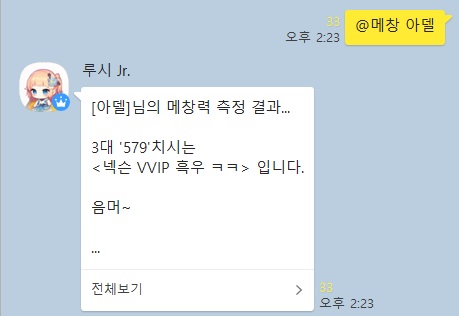 33
오후 2:23
@메창 아델
루시 Jr.
[아델]님의 메창력 측정 결과...
3대 '579'치시는
<넥슨 VVIP 흑우 ㅋㅋ> 입니다.
음머~
...
전체보기
33
오후 2:23